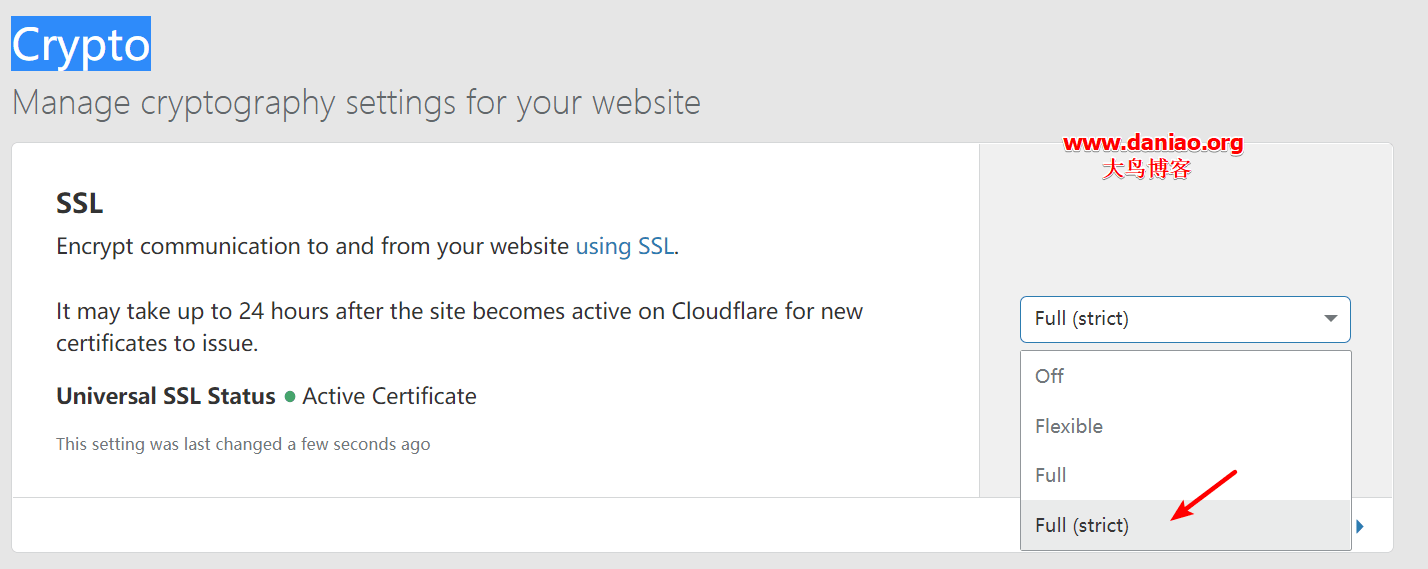 Crypto
Manage cryptography settings for your website
www.daniao.org
大鸟博客
SSL
Encrypt communication to and from your website using SSL.
It may take up to 24 hours after the site becomes active on Cloudflare for new
certificates to issue.
Universal SSL Status Active Certificate
This setting was last changed a few seconds ago
Full (strict)
Off
Flexible
Full
Full (strict)